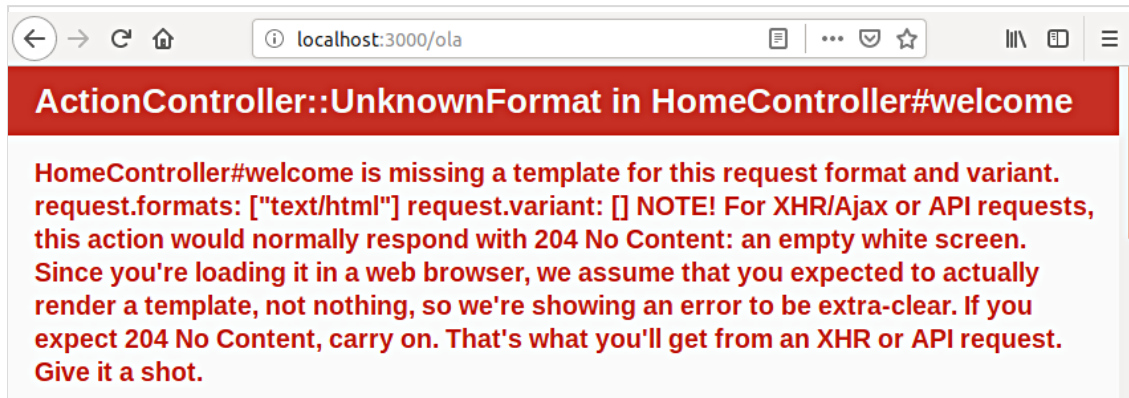 localhost:3000/ola
ActionController::UnknownFormat in HomeController#welcome
HomeController#welcome is missing a template for this request format and variant.
request.formats: ["text/html"] request.variant: [] NOTE! For XHR/Ajax or API requests,
this action would normally respond with 204 No Content: an empty white screen.
Since you're loading it in a web browser, we assume that you expected to actually
render a template, not nothing, so we're showing an error to be extra-clear. If you
expect 204 No Content, carry on. That's what you'll get from an XHR or API request.
Give it a shot.